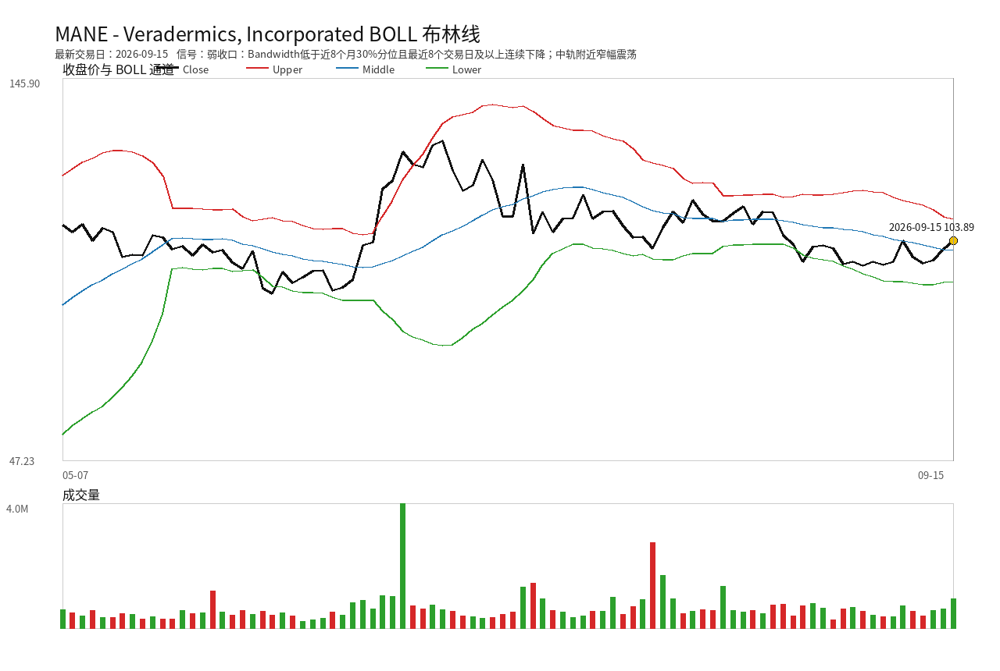 MANE - Veradermics, Incorporated BOLL 布林线
最新交易日：2026-09-15 信号：弱收口：Bandwidth低于近8个月30%分位且最近8个交易日及以上连续下降；中轨附近窄幅震荡
收盘价与 BOLL 通道 Close Upper Middle Lower
145.90
2026-09-15 103.89
47.23
05-07 09-15
成交量
4.0M